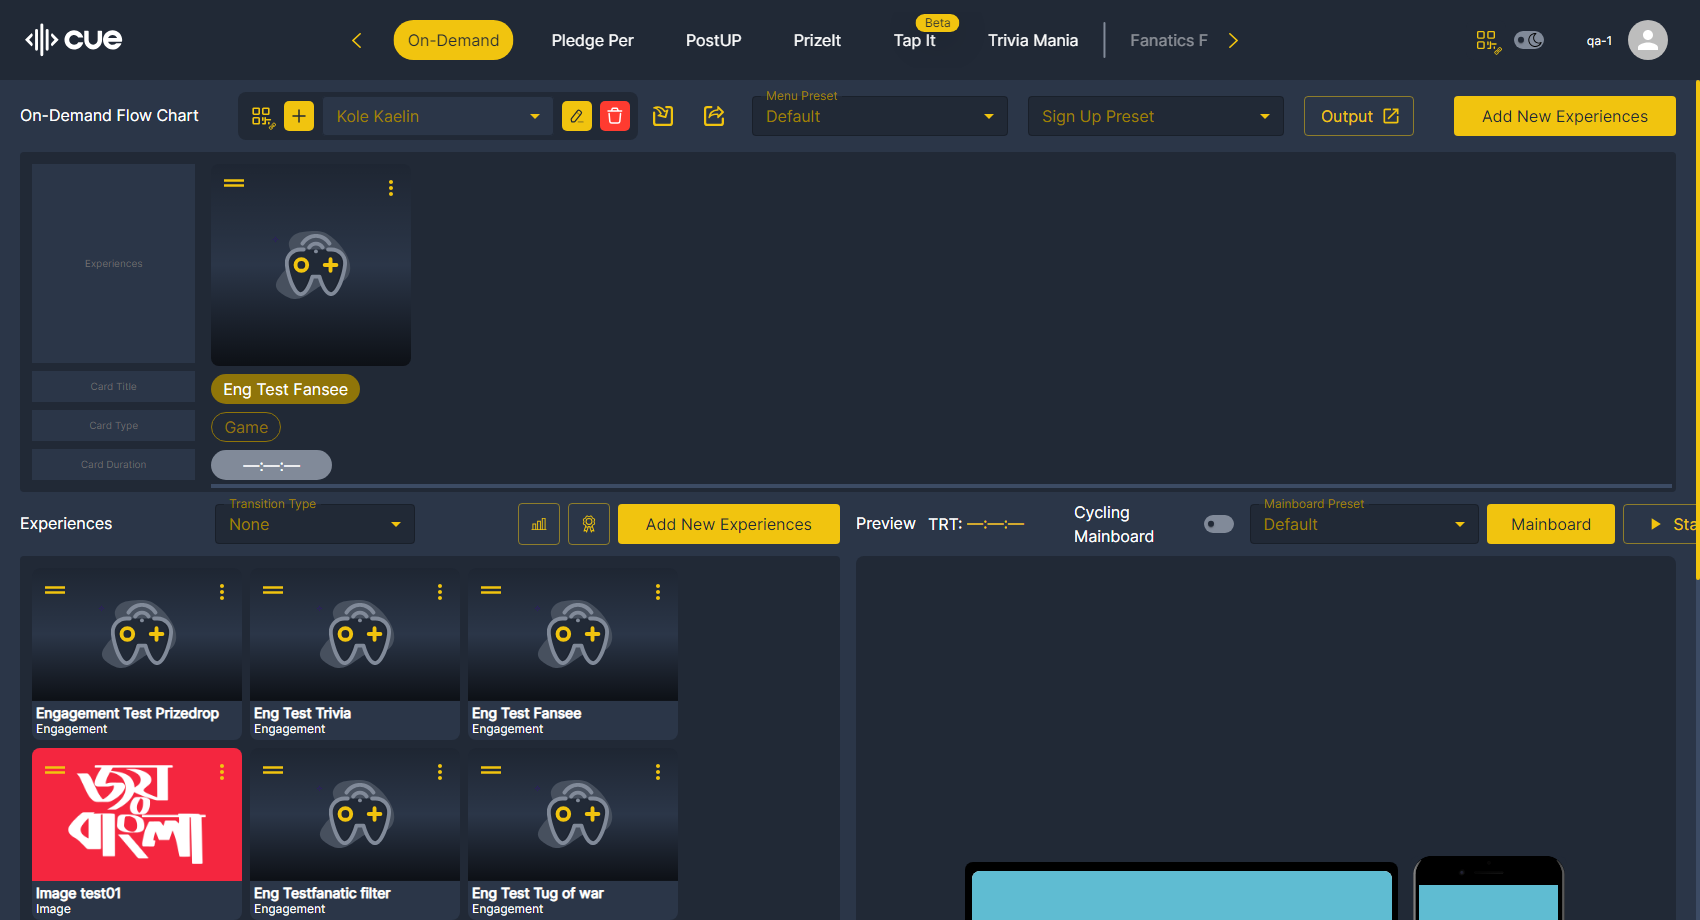 cue
On-Demand
Pledge Per
PostUP
PrizeIt
Tap It
Beta
Trivia Mania
Fanatics F
qa-1
On-Demand Flow Chart
Kole Kaelin
Menu Preset
Default
Sign Up Preset
Output
Add New Experiences
Experiences
Card Title
Card Type
Card Duration
Eng Test Fansee
Game
—:—:—
Experiences
Transition Type
None
Add New Experiences
Preview
TRT: —:—:—
Cycling
Mainboard
Mainboard Preset
Default
Mainboard
Sta
Engagement Test Prizedrop
Engagement
Eng Test Trivia
Engagement
Eng Test Fansee
Engagement
জয়
বাংলা
Image test01
Image
Eng Testfanatic filter
Engagement
Eng Test Tug of war
Engagement